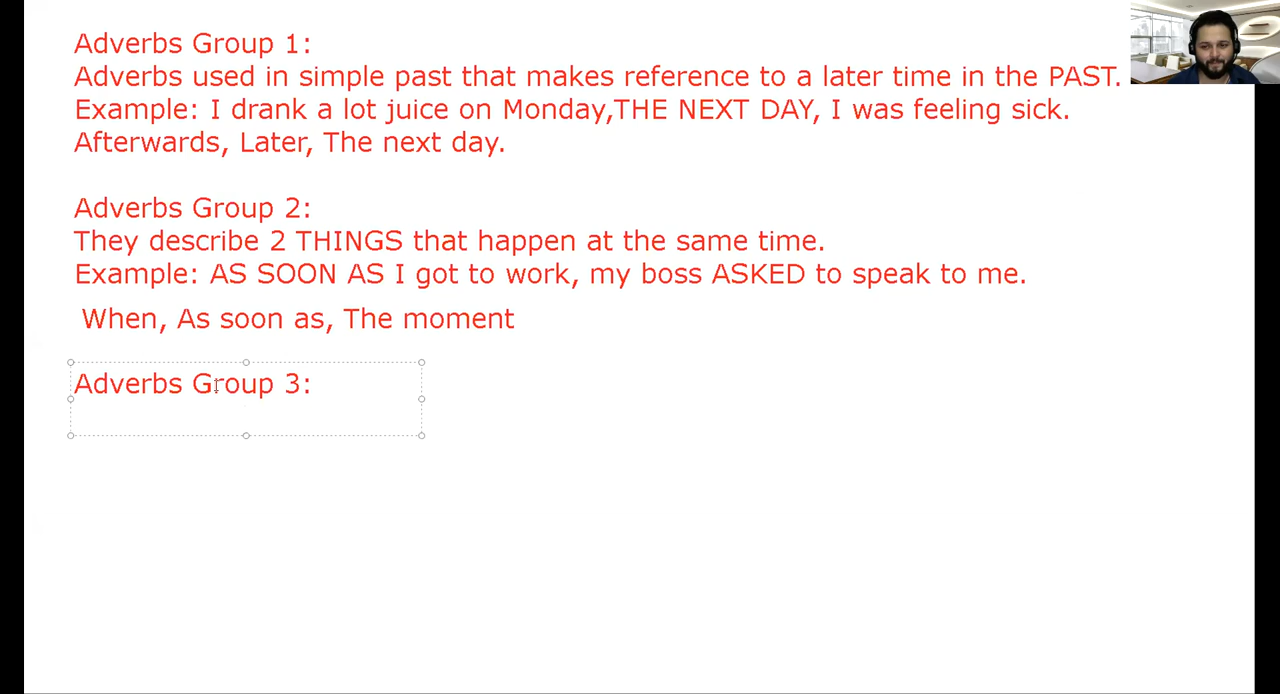 Adverbs Group 1:
Adverbs used in simple past that makes reference to a later time in the PAST.
Example: I drank a lot juice on Monday,THE NEXT DAY, I was feeling sick.
Afterwards, Later, The next day.
Adverbs Group 2:
They describe 2 THINGS that happen at the same time.
Example: AS SOON AS I got to work, my boss ASKED to speak to me.
When, As soon as, The moment
Adverbs Group 3: